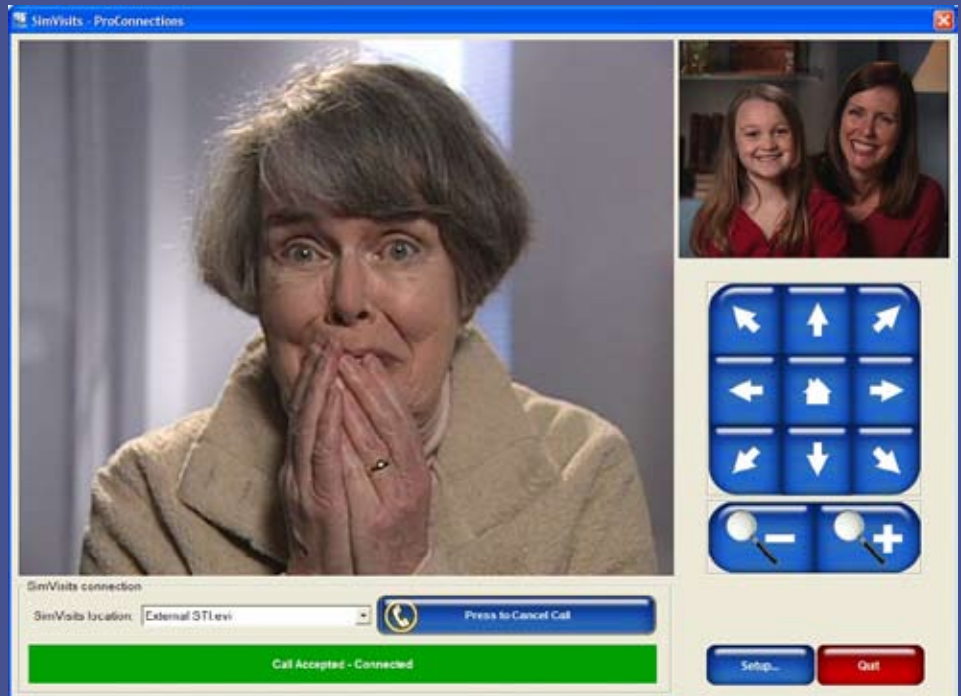 SimVisits - ProConnections
SimVisits connection
SimVisits location: External STI.evi
Press to Cancel Call
Call Accepted - Connected
Setup...
Quit